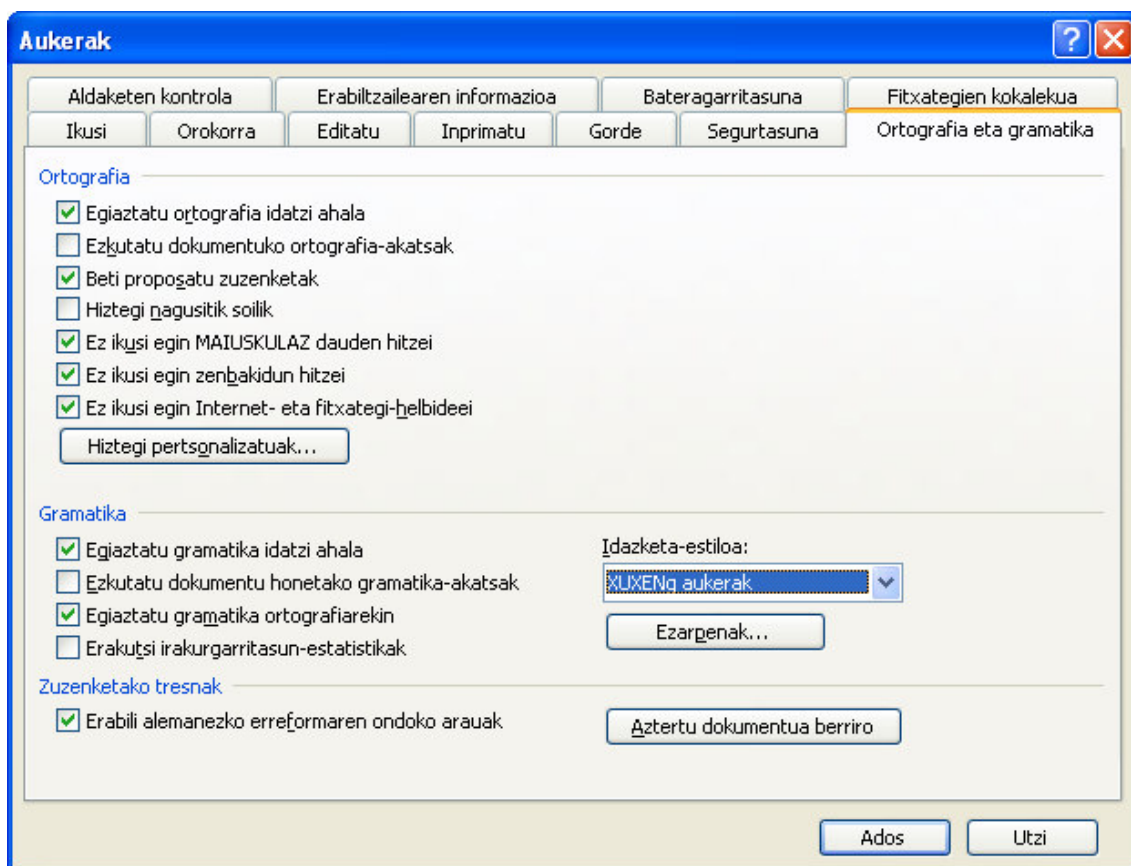 Aukerak
Aldaketen kontrola Erabiltzailearen informazioa Bateragarritasuna Fitxategien kokalekua
Ikusi Orokorra Editatu Inprimatu Gorde Segurtasuna Ortografia eta gramatika
Ortografia
Egiaztatu ortografia idatzi ahala
Ezkutatu dokumentuko ortografia-akatsak
Beti proposatu zuzenketak
Hiztegi nagusitik soilik
Ez ikusi egin MAIUSKULAZ dauden hitzei
Ez ikusi egin zenbakidun hitzei
Ez ikusi egin Internet- eta fitxategi-helbideei
Hiztegi pertsonalizatuak...
Gramatika
Egiaztatu gramatika idatzi ahala
Ezkutatu dokumentu honetako gramatika-akatsak
Egiaztatu gramatika ortografiarekin
Erakutsi irakurgarritasun-estatistikak
Idazketa-estiloa:
XUXENg aukerak
Ezarpenak...
Zuzenketako tresnak
Erabili alemanezko erreformaren ondoko arauak
Aztertu dokumentua berriro
Ados Utzi